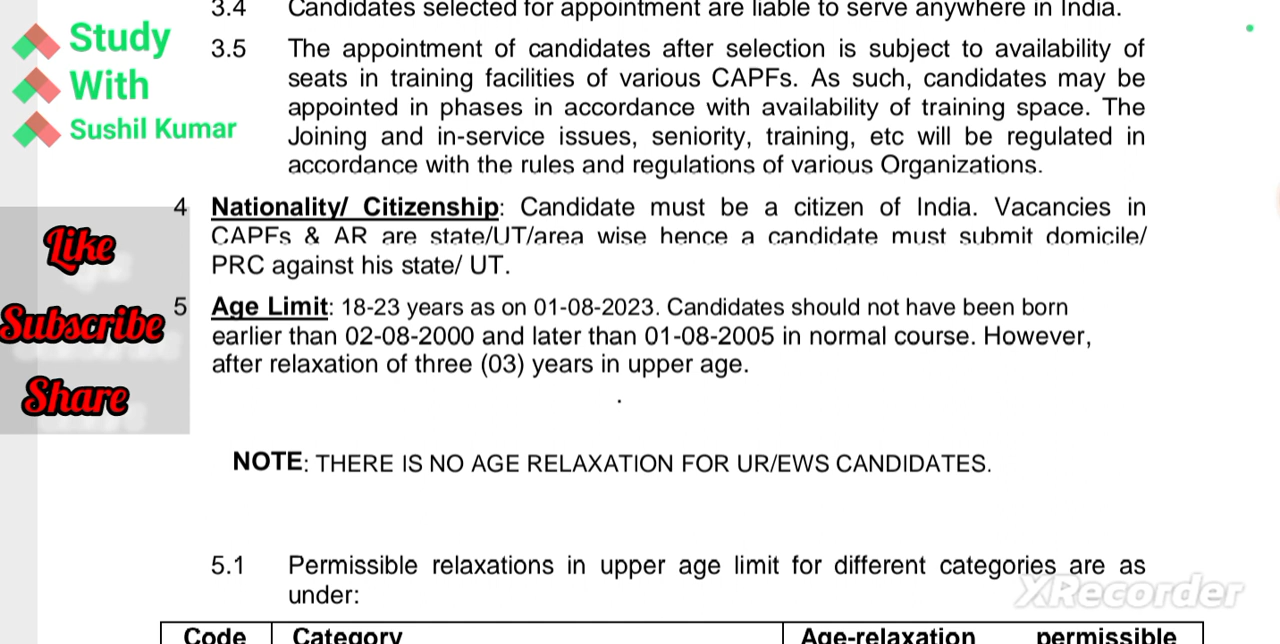 3.4 Candidates selected for appointment are liable to serve anywhere in India.
Study
With
Sushil Kumar
3.5 The appointment of candidates after selection is subject to availability of
seats in training facilities of various CAPFs. As such, candidates may be
appointed in phases in accordance with availability of training space. The
Joining and in-service issues, seniority, training, etc will be regulated in
accordance with the rules and regulations of various Organizations.
4 Nationality/ Citizenship: Candidate must be a citizen of India. Vacancies in
CAPFs & AR are state/UT/area wise hence a candidate must submit domicile/
PRC against his state/ UT.
Like
Subscribe
Share
5 Age Limit: 18-23 years as on 01-08-2023. Candidates should not have been born
earlier than 02-08-2000 and later than 01-08-2005 in normal course. However,
after relaxation of three (03) years in upper age.
.
NOTE: THERE IS NO AGE RELAXATION FOR UR/EWS CANDIDATES.
5.1 Permissible relaxations in upper age limit for different categories are as
under:
XRecorder
Code Category Age-relaxation permissible